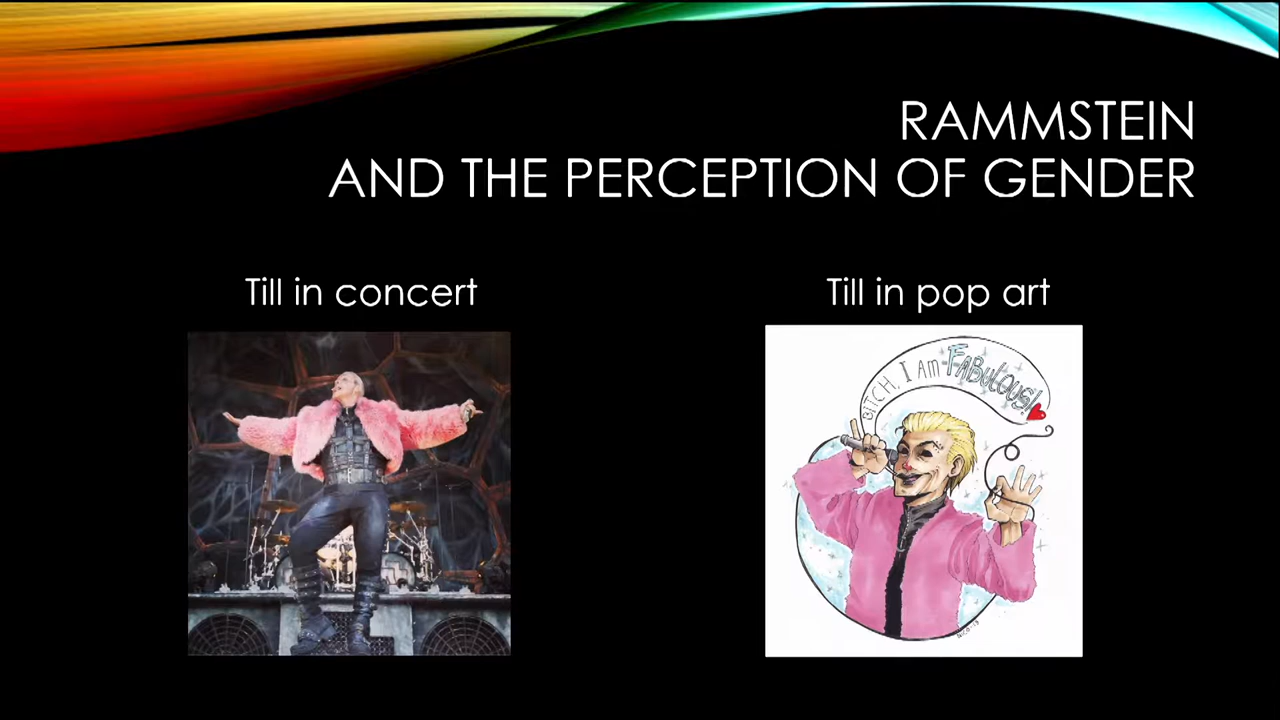 RAMMSTEIN
AND THE PERCEPTION OF GENDER
Till in concert
Till in pop art
BITCH, I Am FABULOUS!